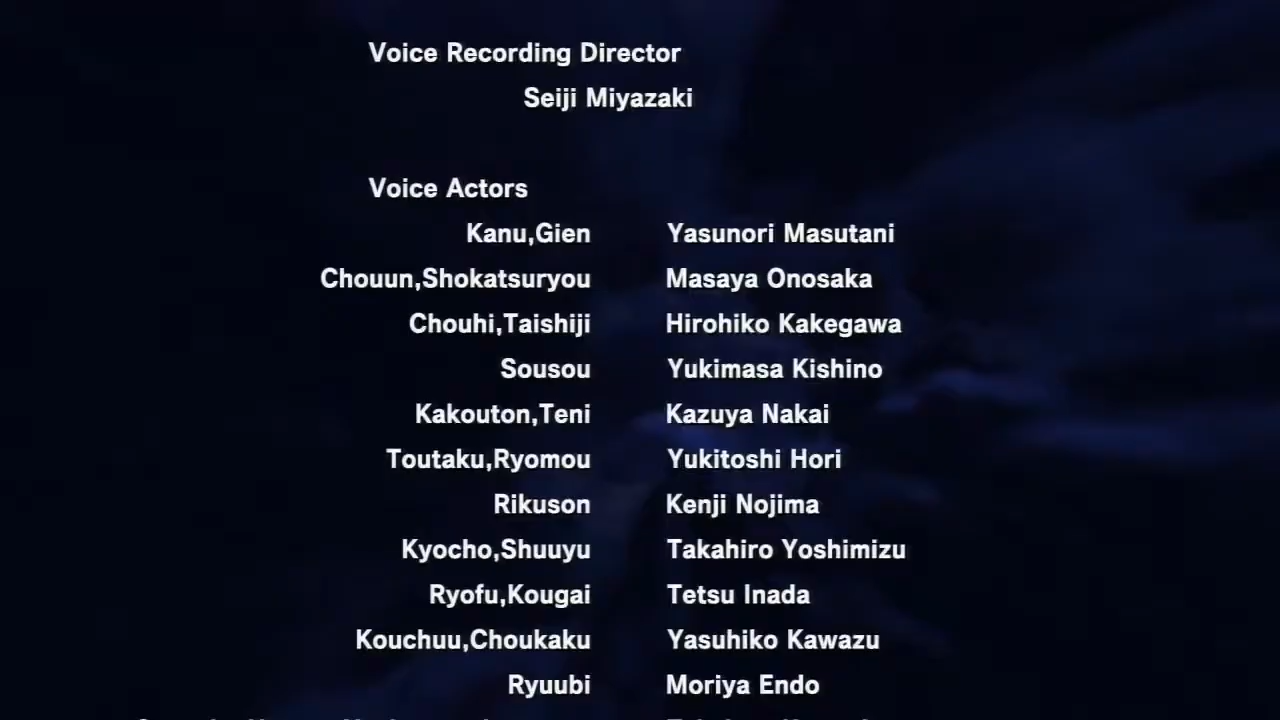 Voice Recording Director
Seiji Miyazaki
Voice Actors
Kanu,Gien Yasunori Masutani
Chouun,Shokatsuryou Masaya Onosaka
Chouhi,Taishiji Hirohiko Kakegawa
Sousou Yukimasa Kishino
Kakouton,Teni Kazuya Nakai
Toutaku,Ryomou Yukitoshi Hori
Rikuson Kenji Nojima
Kyocho,Shuuyu Takahiro Yoshimizu
Ryofu,Kougai Tetsu Inada
Kouchuu,Choukaku Yasuhiko Kawazu
Ryuubi Moriya Endo